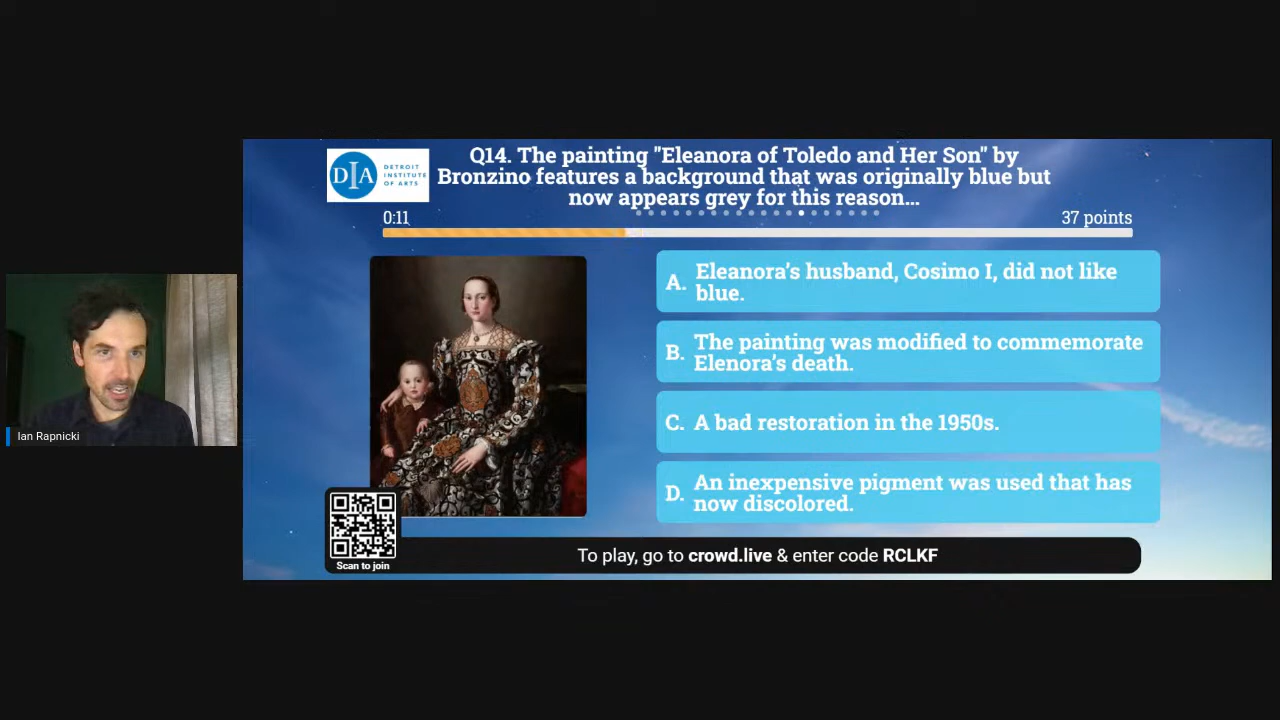 Q14. The painting "Eleanora of Toledo and Her Son" by
Bronzino features a background that was originally blue but
now appears grey for this reason...
DIA
DETROIT
INSTITUTE
OF ARTS
0:11
37 points
A. Eleanora's husband, Cosimo I, did not like
blue.
B. The painting was modified to commemorate
Elenora's death.
C. A bad restoration in the 1950s.
D. An inexpensive pigment was used that has
now discolored.
Ian Rapnicki
Scan to join
To play, go to crowd.live & enter code RCLKF